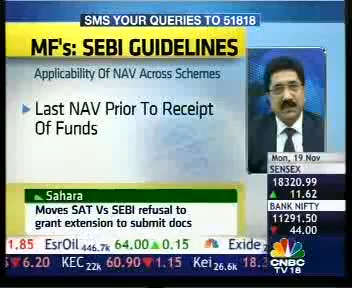 SMS YOUR QUERIES TO 51818
MF's: SEBI GUIDELINES
Applicability Of NAV Across Schemes
Last NAV Prior To Receipt
Of Funds
Mon, 19 Nov
SENSEX
18320.99
▲ 11.62
BANK NIFTY
11291.50
▼ 44.00
Sahara
Moves SAT Vs SEBI refusal to
grant extension to submit docs
1.85 EsrOil 446.7k 64.00▲0.15 Exide
5▼6.20 KEC 22k 60.90▼1.15 Kei 26.6k 18.
CNBC
TV18